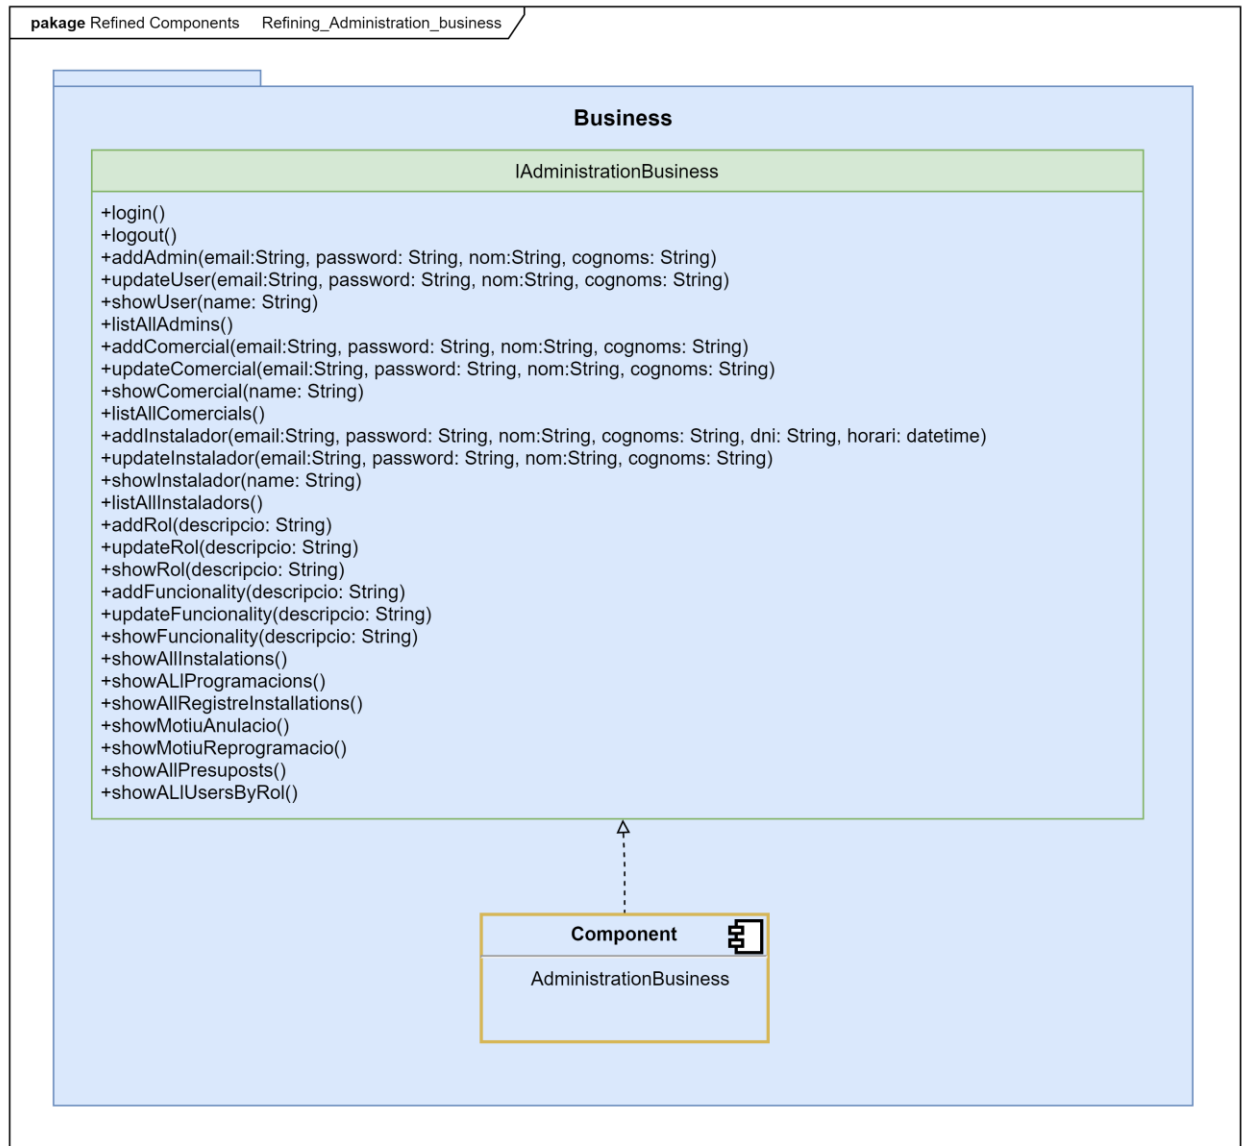 pakage Refined Components Refining_Administration_business
Business
IAdministrationBusiness
+login()
+logout()
+addAdmin(email:String, password: String, nom:String, cognoms: String)
+updateUser(email:String, password: String, nom:String, cognoms: String)
+showUser(name: String)
+listAllAdmins()
+addComercial(email:String, password: String, nom:String, cognoms: String)
+updateComercial(email:String, password: String, nom:String, cognoms: String)
+showComercial(name: String)
+listAllComercials()
+addInstalador(email:String, password: String, nom:String, cognoms: String, dni: String, horari: datetime)
+updateInstalador(email:String, password: String, nom:String, cognoms: String)
+showInstalador(name: String)
+listAllInstaladors()
+addRol(descripcio: String)
+updateRol(descripcio: String)
+showRol(descripcio: String)
+addFuncionality(descripcio: String)
+updateFuncionality(descripcio: String)
+showFuncionality(descripcio: String)
+showAllInstalations()
+showALlProgramacions()
+showAllRegistreInstallations()
+showMotiuAnulacio()
+showMotiuReprogramacio()
+showAllPresuposts()
+showALlUsersByRol()
Component
AdministrationBusiness